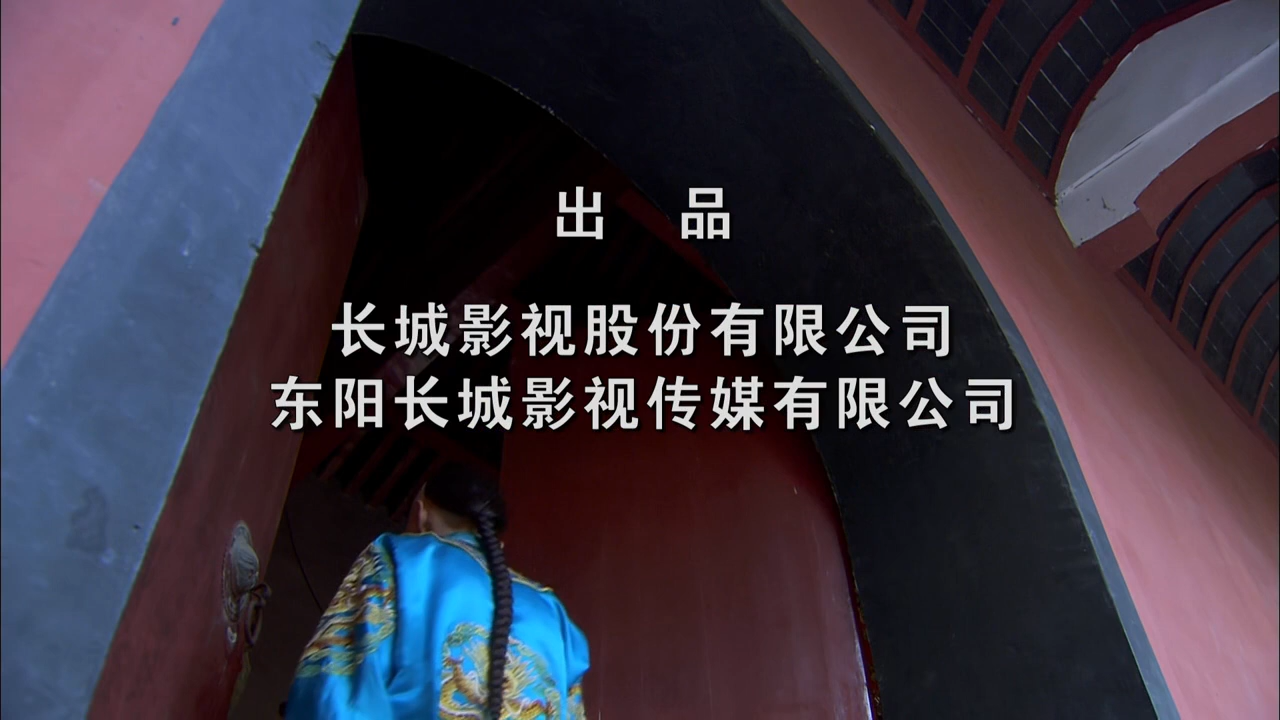 出 品
长城影视股份有限公司
东阳长城影视传媒有限公司